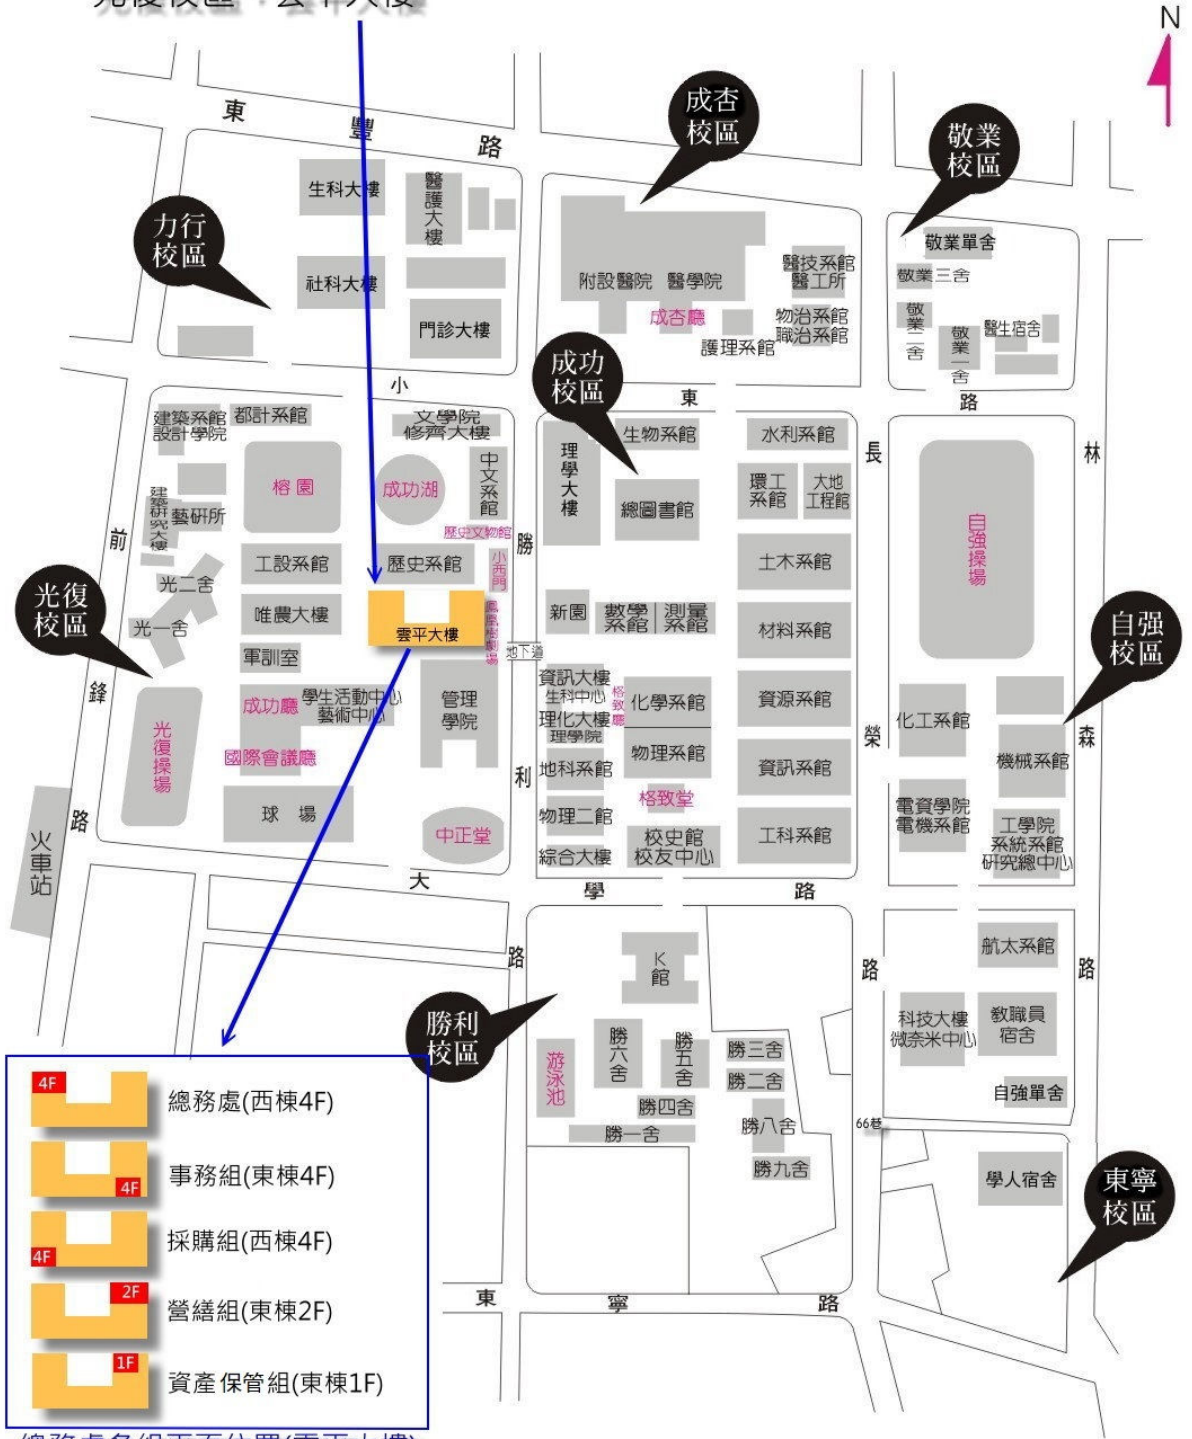 光復校區：雲平大樓
N
東豐路
成杏
校區
敬業
校區
力行
校區
生科大樓
醫護大樓
社科大樓
門診大樓
附設醫院
醫學院
成杏廳
醫技系館
醫工所
物治系館
職治系館
護理系館
敬業單舍
敬業三舍
敬業二舍
敬業一舍
醫生宿舍
小東路
成功
校區
建築系館
設計學院
都計系館
文學院
修齊大樓
榕園
成功湖
中文系館
歷史文物館
建築研究大樓
藝研所
工設系館
歷史系館
小西門
光二舍
光一舍
唯農大樓
雲平大樓
鳳凰樹劇場
地下道
軍訓室
成功廳
學生活動中心
藝術中心
管理
學院
國際會議廳
光復
校區
光復操場
球場
中正堂
前鋒路
火車站
勝利路
理學大樓
生物系館
水利系館
總圖書館
環工
系館
大地
工程館
土木系館
新園
數學
系館
測量
系館
材料系館
資訊大樓
生科中心
格致廳
理化大樓
理學院
化學系館
資源系館
地科系館
物理系館
資訊系館
格致堂
物理二館
綜合大樓
校史館
校友中心
工科系館
長榮路
自強操場
林森路
自强
校區
化工系館
機械系館
電資學院
電機系館
工學院
系統系館
研究總中心
大學路
K
館
勝利
校區
游泳池
勝六舍
勝五舍
勝三舍
勝二舍
勝四舍
勝一舍
勝八舍
勝九舍
航太系館
科技大樓
微奈米中心
教職員
宿舍
自強單舍
66巷
學人宿舍
東寧
校區
東寧路
4F
總務處(西棟4F)
4F
事務組(東棟4F)
4F
採購組(西棟4F)
2F
營繕組(東棟2F)
1F
資產保管組(東棟1F)
總務處各組平面位置(雲平大樓)